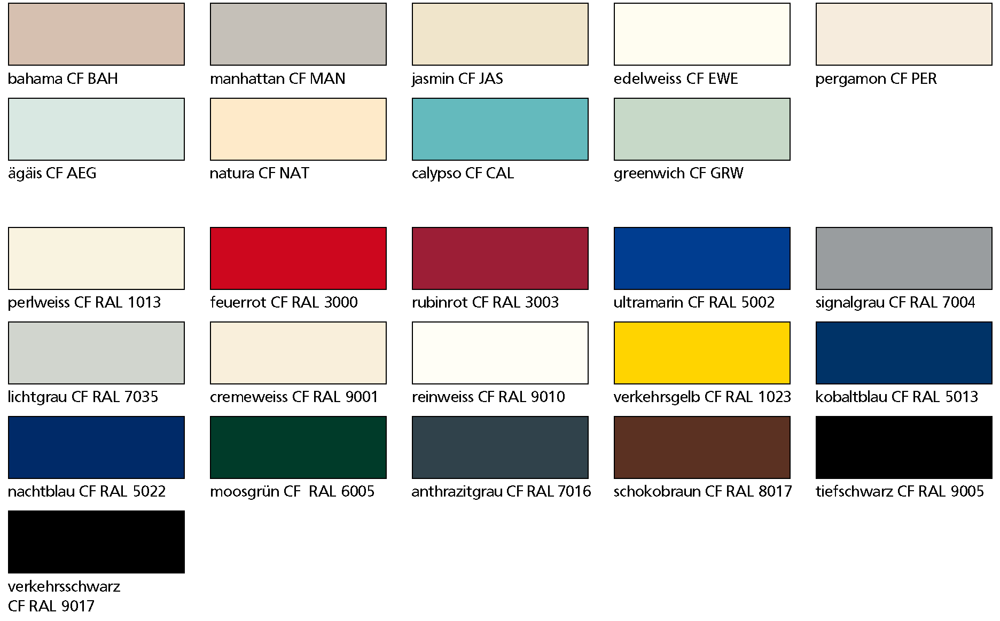 bahama CF BAH
manhattan CF MAN
jasmin CF JAS
edelweiss CF EWE
pergamon CF PER
ägäis CF AEG
natura CF NAT
calypso CF CAL
greenwich CF GRW
perlweiss CF RAL 1013
feuerrot CF RAL 3000
rubinrot CF RAL 3003
ultramarin CF RAL 5002
signalgrau CF RAL 7004
lichtgrau CF RAL 7035
cremeweiss CF RAL 9001
reinweiss CF RAL 9010
verkehrsgelb CF RAL 1023
kobaltblau CF RAL 5013
nachtblau CF RAL 5022
moosgrün CF  RAL 6005
anthrazitgrau CF RAL 7016
schokobraun CF RAL 8017
tiefschwarz CF RAL 9005
verkehrsschwarz
CF RAL 9017